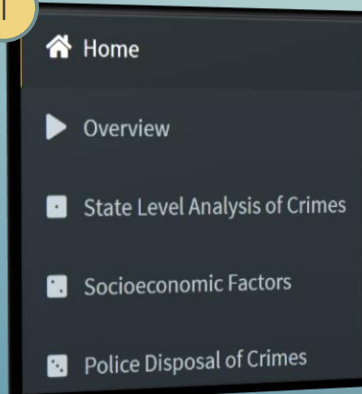 Home
Overview
State Level Analysis of Crimes
Socioeconomic Factors
Police Disposal of Crimes